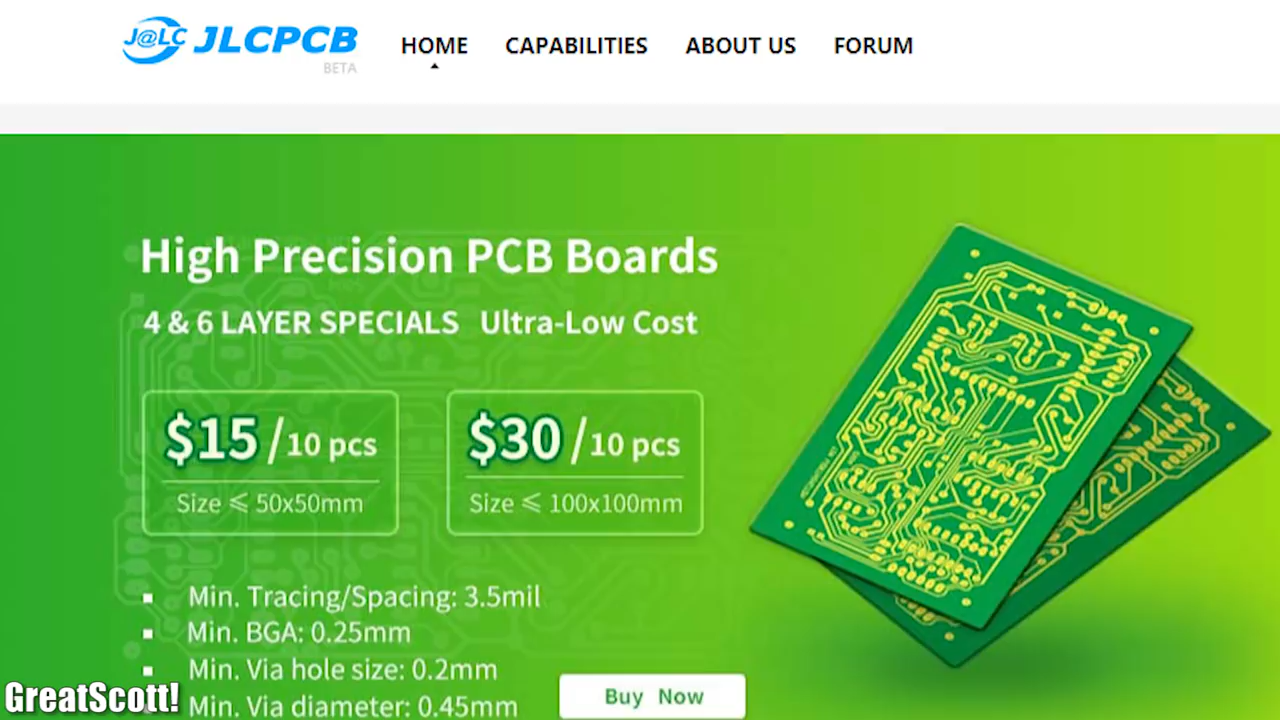 J@LC JLCPCB
BETA
HOME
CAPABILITIES
ABOUT US
FORUM
High Precision PCB Boards
4 & 6 LAYER SPECIALS Ultra-Low Cost
$15/10 pcs
Size ⩽ 50x50mm
$30/10 pcs
Size ⩽ 100x100mm
▪ Min. Tracing/Spacing: 3.5mil
▪ Min. BGA: 0.25mm
▪ Min. Via hole size: 0.2mm
▪ Min. Via diameter: 0.45mm
Buy Now
GreatScott!